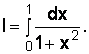 I = ∫₀¹ dx / (1 + x²).